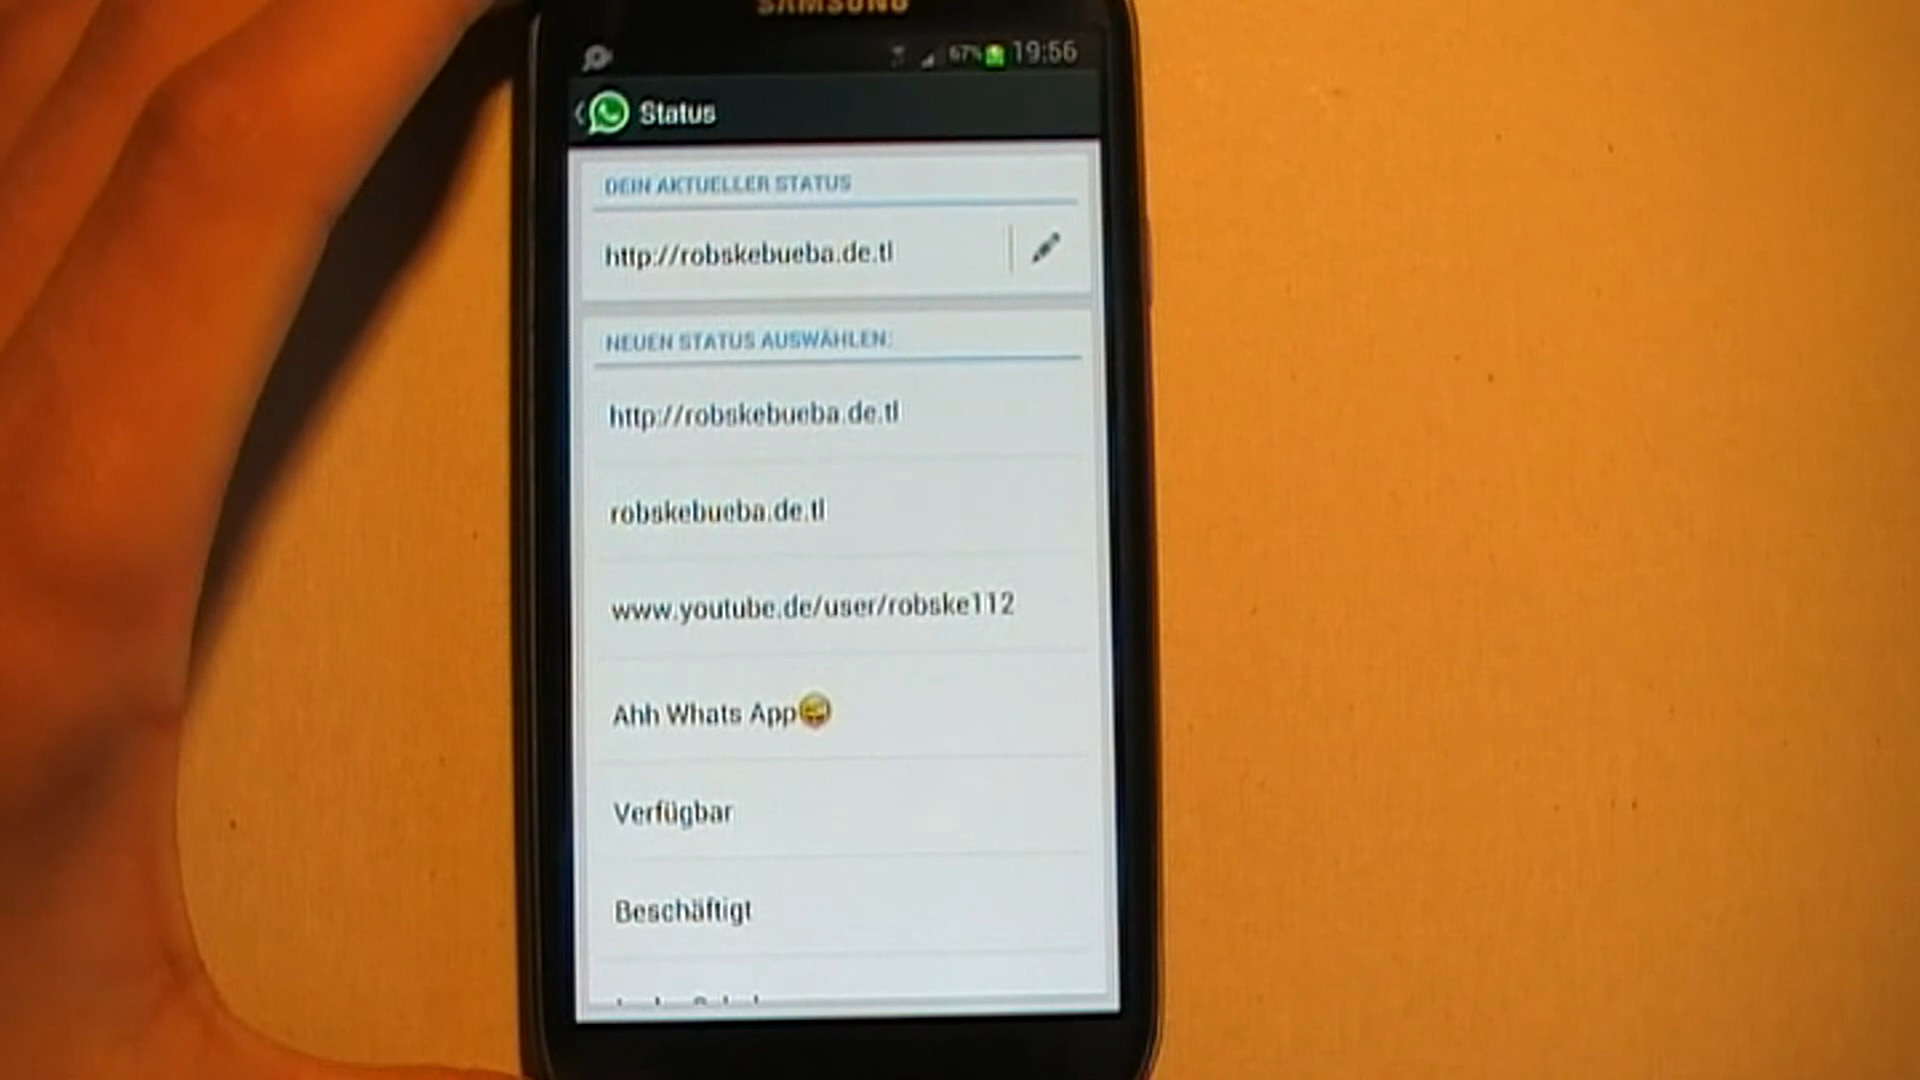 SAMSUNG
67% 19:56
Status
DEIN AKTUELLER STATUS
http://robskebueba.de.tl
NEUEN STATUS AUSWÄHLEN:
http://robskebueba.de.tl
robskebueba.de.tl
www.youtube.de/user/robske112
Ahh Whats App😜
Verfügbar
Beschäftigt